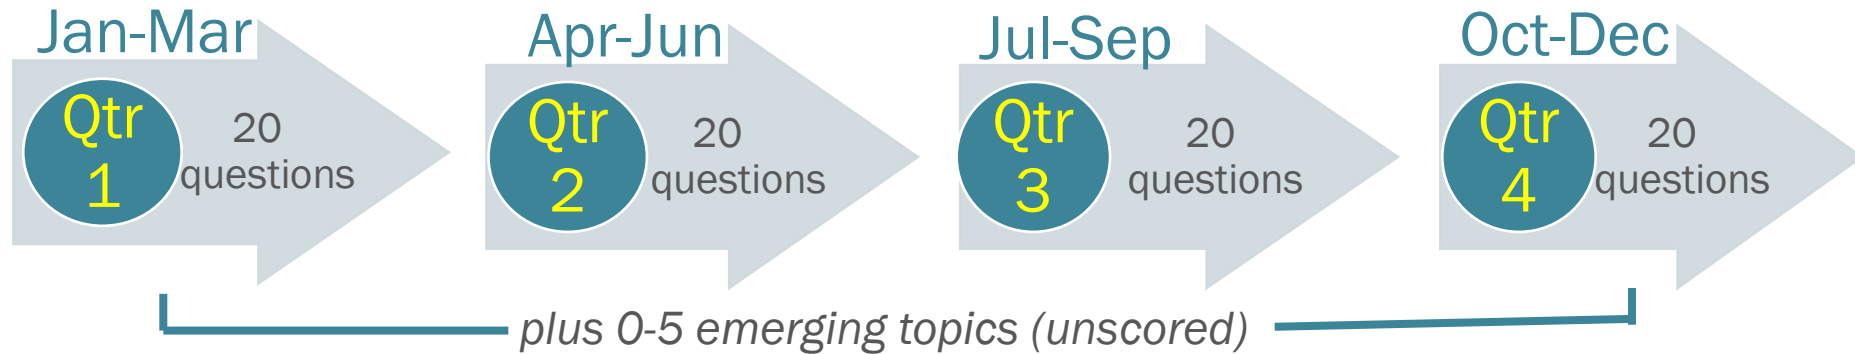 Jan-Mar
Qtr
1
20
questions
Apr-Jun
Qtr
2
20
questions
Jul-Sep
Qtr
3
20
questions
Oct-Dec
Qtr
4
20
questions
plus 0-5 emerging topics (unscored)